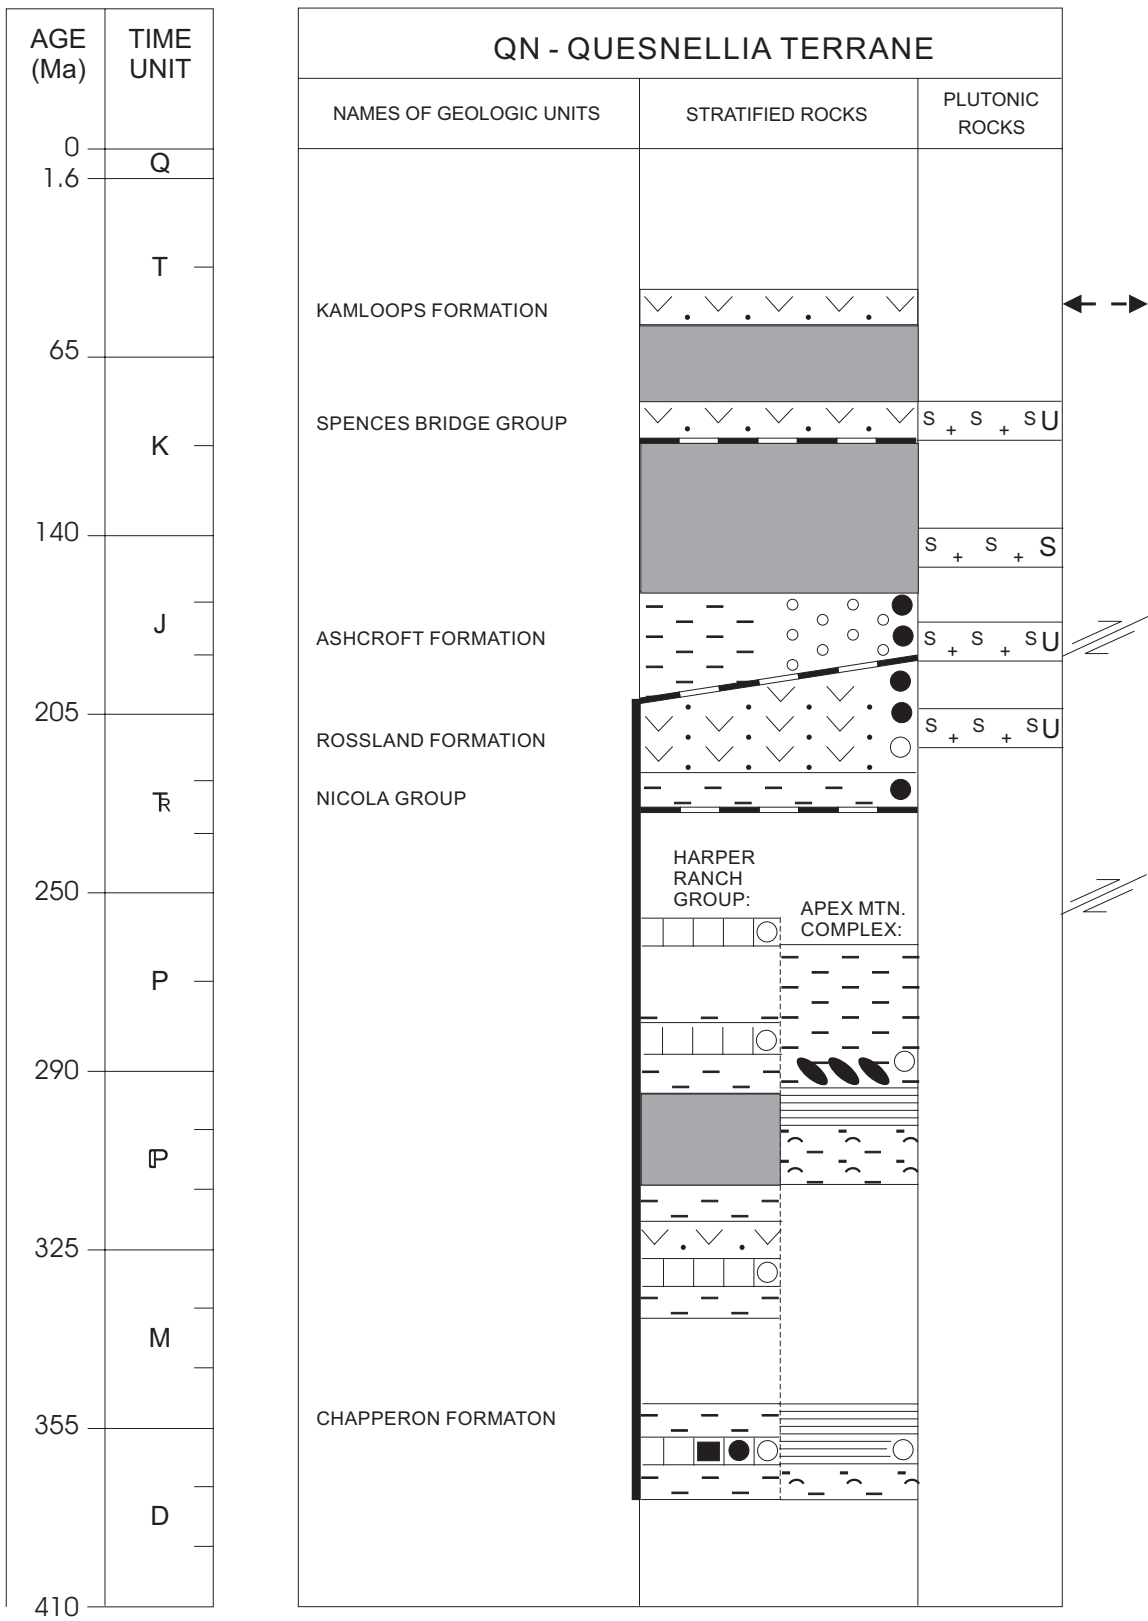 AGE
(Ma)
TIME
UNIT
QN - QUESNELLIA TERRANE
NAMES OF GEOLOGIC UNITS
STRATIFIED ROCKS
PLUTONIC
ROCKS
0
Q
1.6
T
KAMLOOPS FORMATION
65
SPENCES BRIDGE GROUP
S + S + S U
K
140
S + S + S
J
ASHCROFT FORMATION
S + S + S U
205
ROSSLAND FORMATION
S + S + S U
TR
NICOLA GROUP
HARPER
RANCH
GROUP:
250
APEX MTN.
COMPLEX:
P
290
ℙ
325
M
CHAPPERON FORMATON
355
D
410